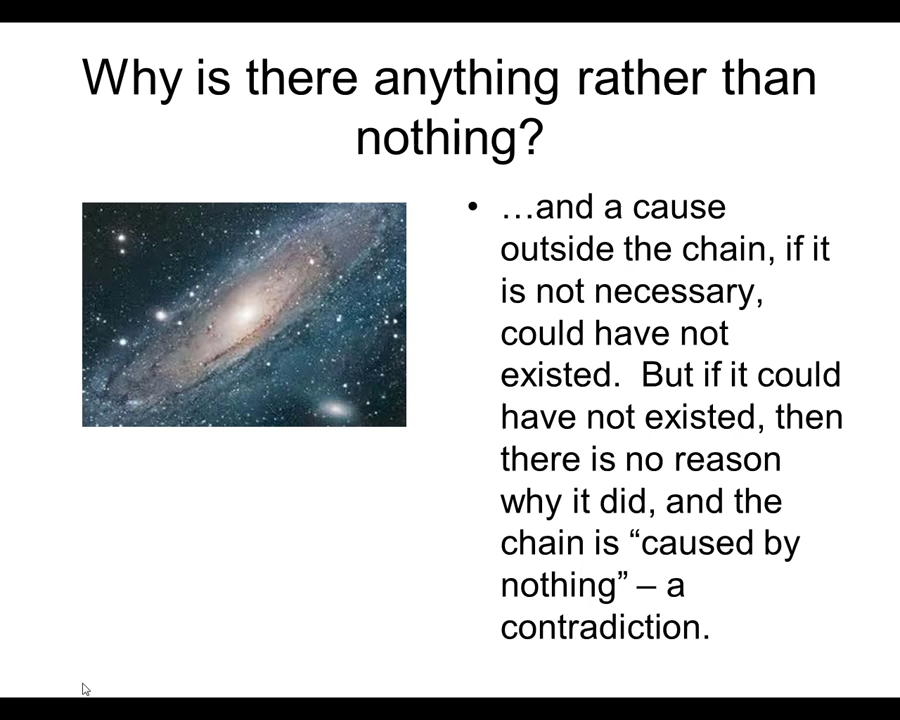 Why is there anything rather than
nothing?
• …and a cause
outside the chain, if it
is not necessary,
could have not
existed.  But if it could
have not existed, then
there is no reason
why it did, and the
chain is “caused by
nothing” – a
contradiction.